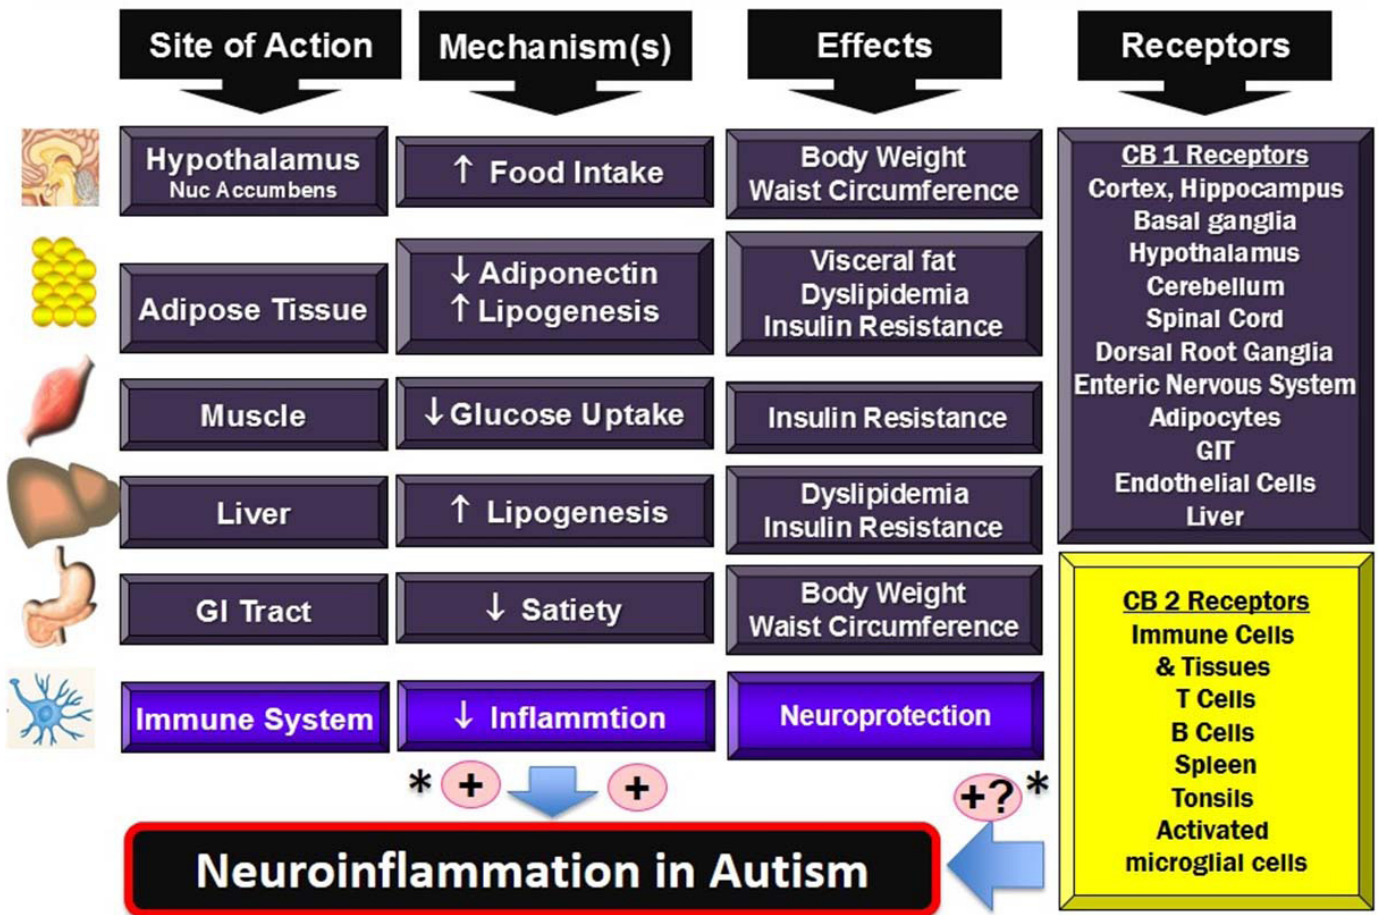 Site of Action
Mechanism(s)
Effects
Receptors
Hypothalamus
Nuc Accumbens
↑ Food Intake
Body Weight
Waist Circumference
Adipose Tissue
↓ Adiponectin
↑ Lipogenesis
Visceral fat
Dyslipidemia
Insulin Resistance
Muscle
↓ Glucose Uptake
Insulin Resistance
Liver
↑ Lipogenesis
Dyslipidemia
Insulin Resistance
GI Tract
↓ Satiety
Body Weight
Waist Circumference
Immune System
↓ Inflammtion
Neuroprotection
CB 1 Receptors
Cortex, Hippocampus
Basal ganglia
Hypothalamus
Cerebellum
Spinal Cord
Dorsal Root Ganglia
Enteric Nervous System
Adipocytes
GIT
Endothelial Cells
Liver
CB 2 Receptors
Immune Cells
& Tissues
T Cells
B Cells
Spleen
Tonsils
Activated
microglial cells
* + +
+? *
Neuroinflammation in Autism